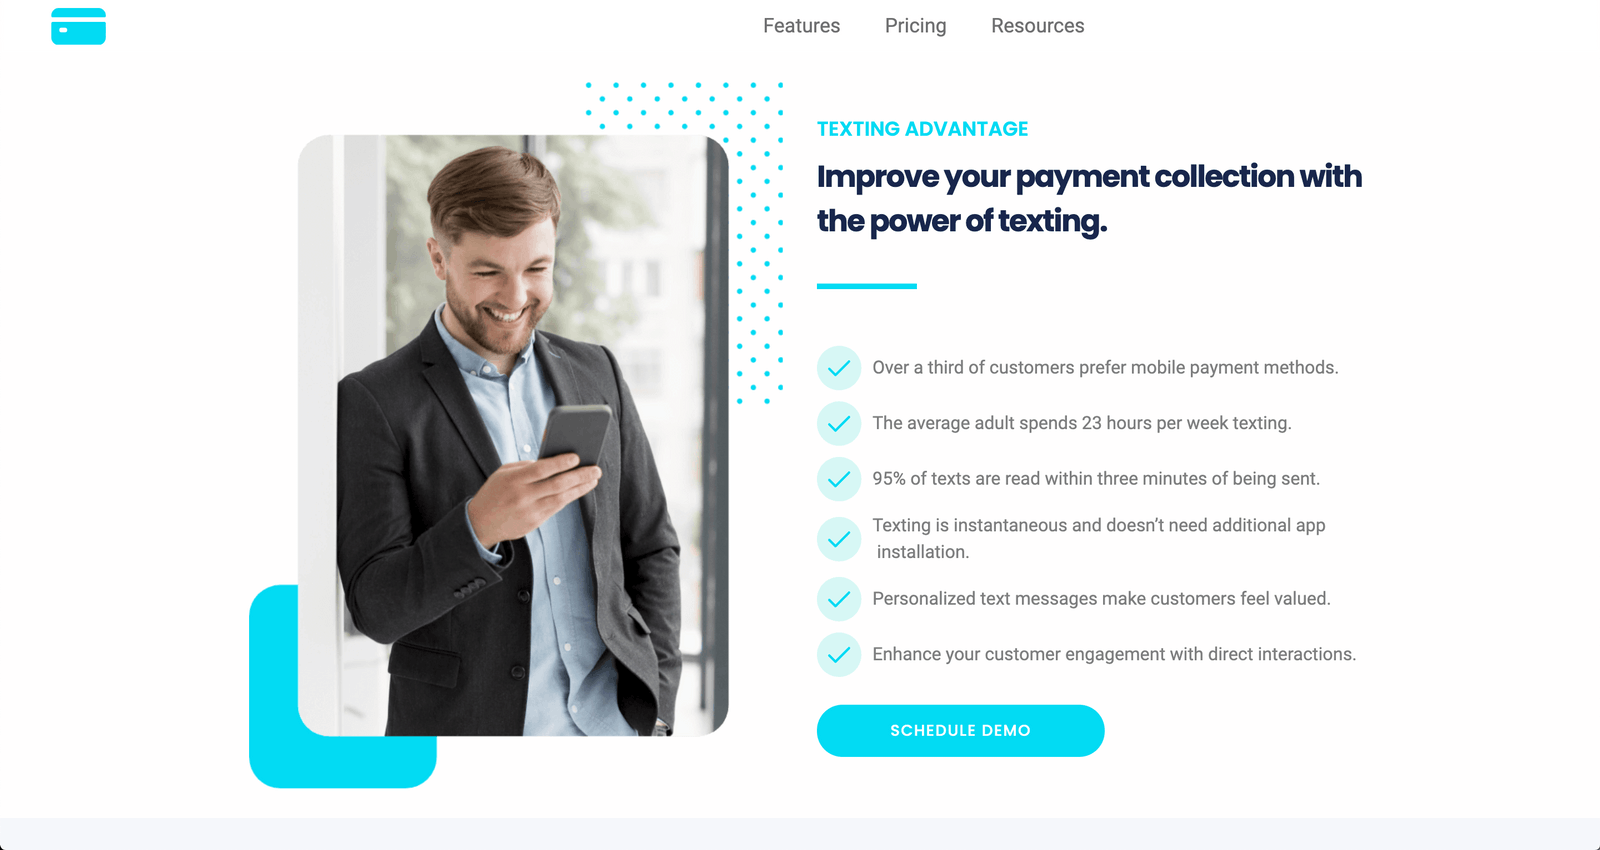 Features Pricing Resources
TEXTING ADVANTAGE
Improve your payment collection with
the power of texting.
Over a third of customers prefer mobile payment methods.
The average adult spends 23 hours per week texting.
95% of texts are read within three minutes of being sent.
Texting is instantaneous and doesn’t need additional app
installation.
Personalized text messages make customers feel valued.
Enhance your customer engagement with direct interactions.
SCHEDULE DEMO